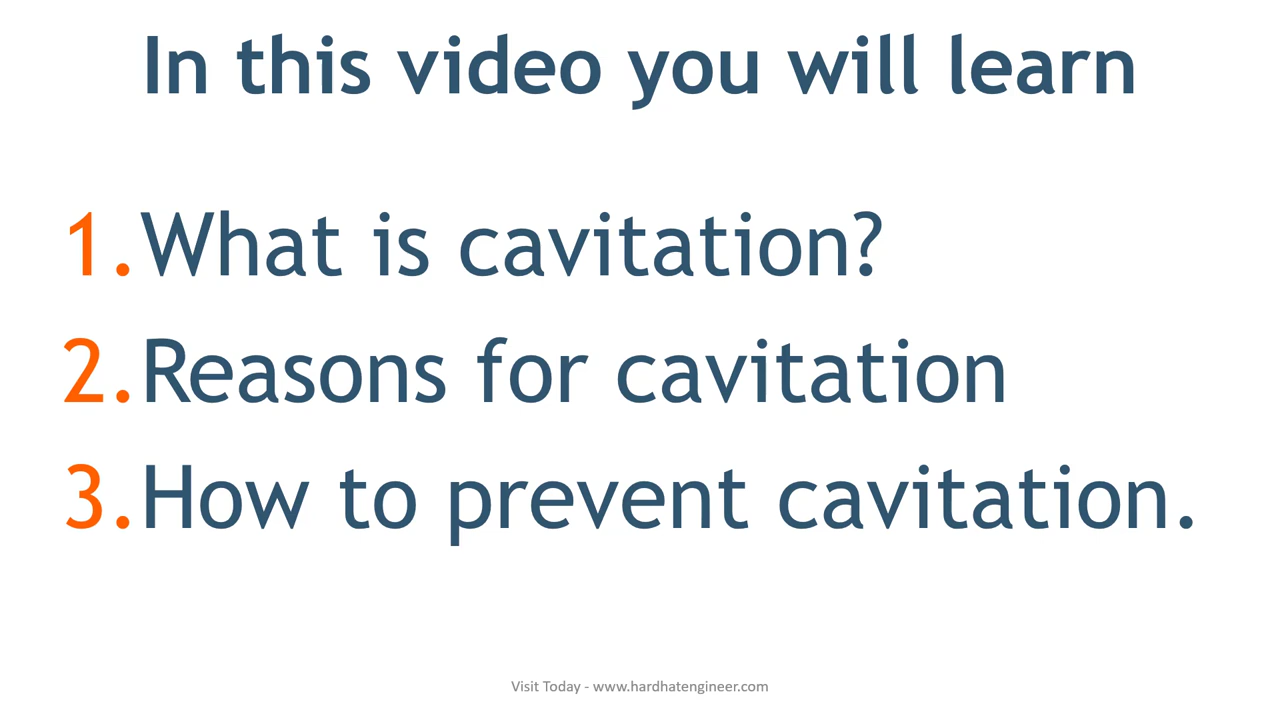 In this video you will learn
1. What is cavitation?
2. Reasons for cavitation
3. How to prevent cavitation.
Visit Today - www.hardhatengineer.com